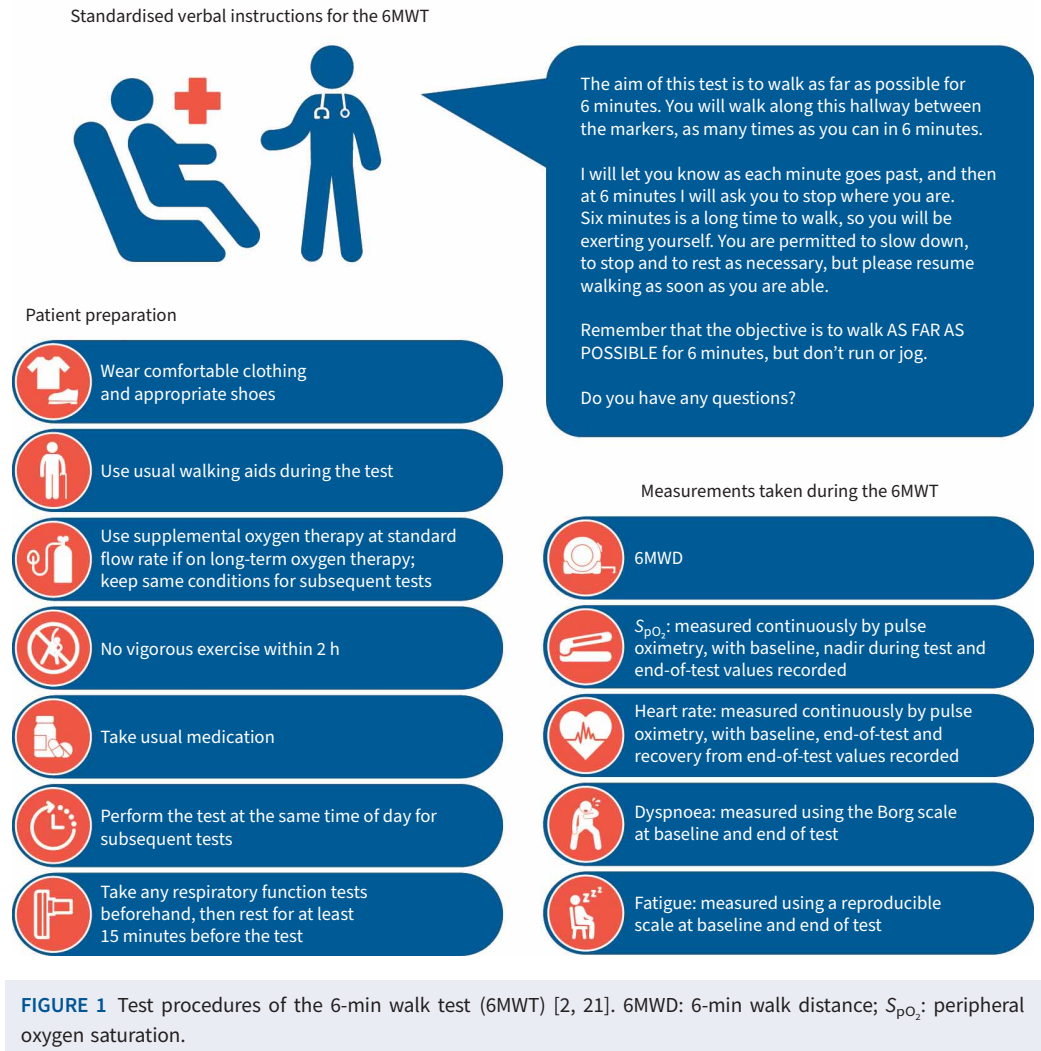 Standardised verbal instructions for the 6MWT
The aim of this test is to walk as far as possible for
6 minutes. You will walk along this hallway between
the markers, as many times as you can in 6 minutes.
I will let you know as each minute goes past, and then
at 6 minutes I will ask you to stop where you are.
Six minutes is a long time to walk, so you will be
exerting yourself. You are permitted to slow down,
to stop and to rest as necessary, but please resume
walking as soon as you are able.
Remember that the objective is to walk AS FAR AS
POSSIBLE for 6 minutes, but don't run or jog.
Do you have any questions?
Patient preparation
Wear comfortable clothing
and appropriate shoes
Use usual walking aids during the test
Use supplemental oxygen therapy at standard
flow rate if on long-term oxygen therapy;
keep same conditions for subsequent tests
No vigorous exercise within 2 h
Take usual medication
Perform the test at the same time of day for
subsequent tests
Take any respiratory function tests
beforehand, then rest for at least
15 minutes before the test
Measurements taken during the 6MWT
6MWD
SpO₂: measured continuously by pulse
oximetry, with baseline, nadir during test and
end-of-test values recorded
Heart rate: measured continuously by pulse
oximetry, with baseline, end-of-test and
recovery from end-of-test values recorded
Dyspnoea: measured using the Borg scale
at baseline and end of test
zzz
Fatigue: measured using a reproducible
scale at baseline and end of test
FIGURE 1 Test procedures of the 6-min walk test (6MWT) [2, 21]. 6MWD: 6-min walk distance; SpO₂: peripheral
oxygen saturation.